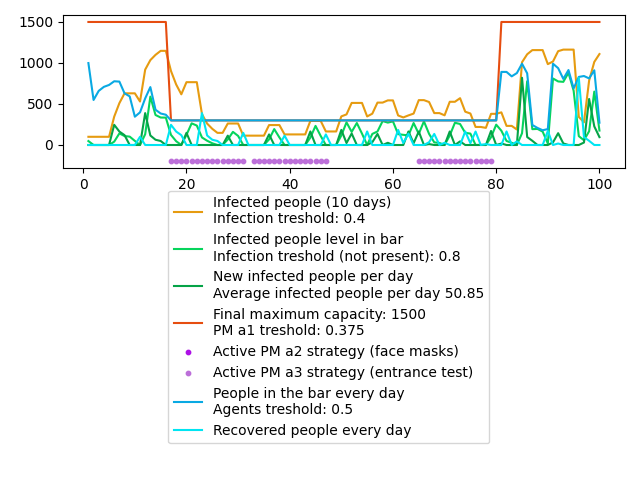 1500
1000
500
0
0 20 40 60 80 100
Infected people (10 days)
Infection treshold: 0.4
Infected people level in bar
Infection treshold (not present): 0.8
New infected people per day
Average infected people per day 50.85
Final maximum capacity: 1500
PM a1 treshold: 0.375
Active PM a2 strategy (face masks)
Active PM a3 strategy (entrance test)
People in the bar every day
Agents treshold: 0.5
Recovered people every day